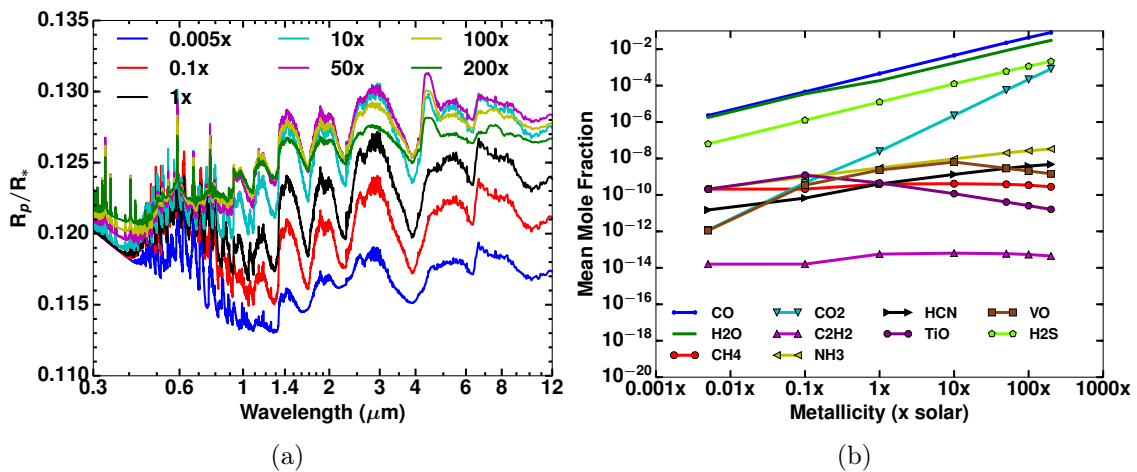 0.135
0.130
0.125
0.120
0.115
0.110
R_p/R_*
0.005x 10x 100x
0.1x 50x 200x
1x
0.3 0.6 1 1.4 2 3 4 6 8 12
Wavelength (μm)
(a)
10^-2
10^-4
10^-6
10^-8
10^-10
10^-12
10^-14
10^-16
10^-18
10^-20
Mean Mole Fraction
CO CO2 HCN VO
H2O C2H2 TiO H2S
CH4 NH3
0.001x 0.01x 0.1x 1x 10x 100x 1000x
Metallicity (x solar)
(b)